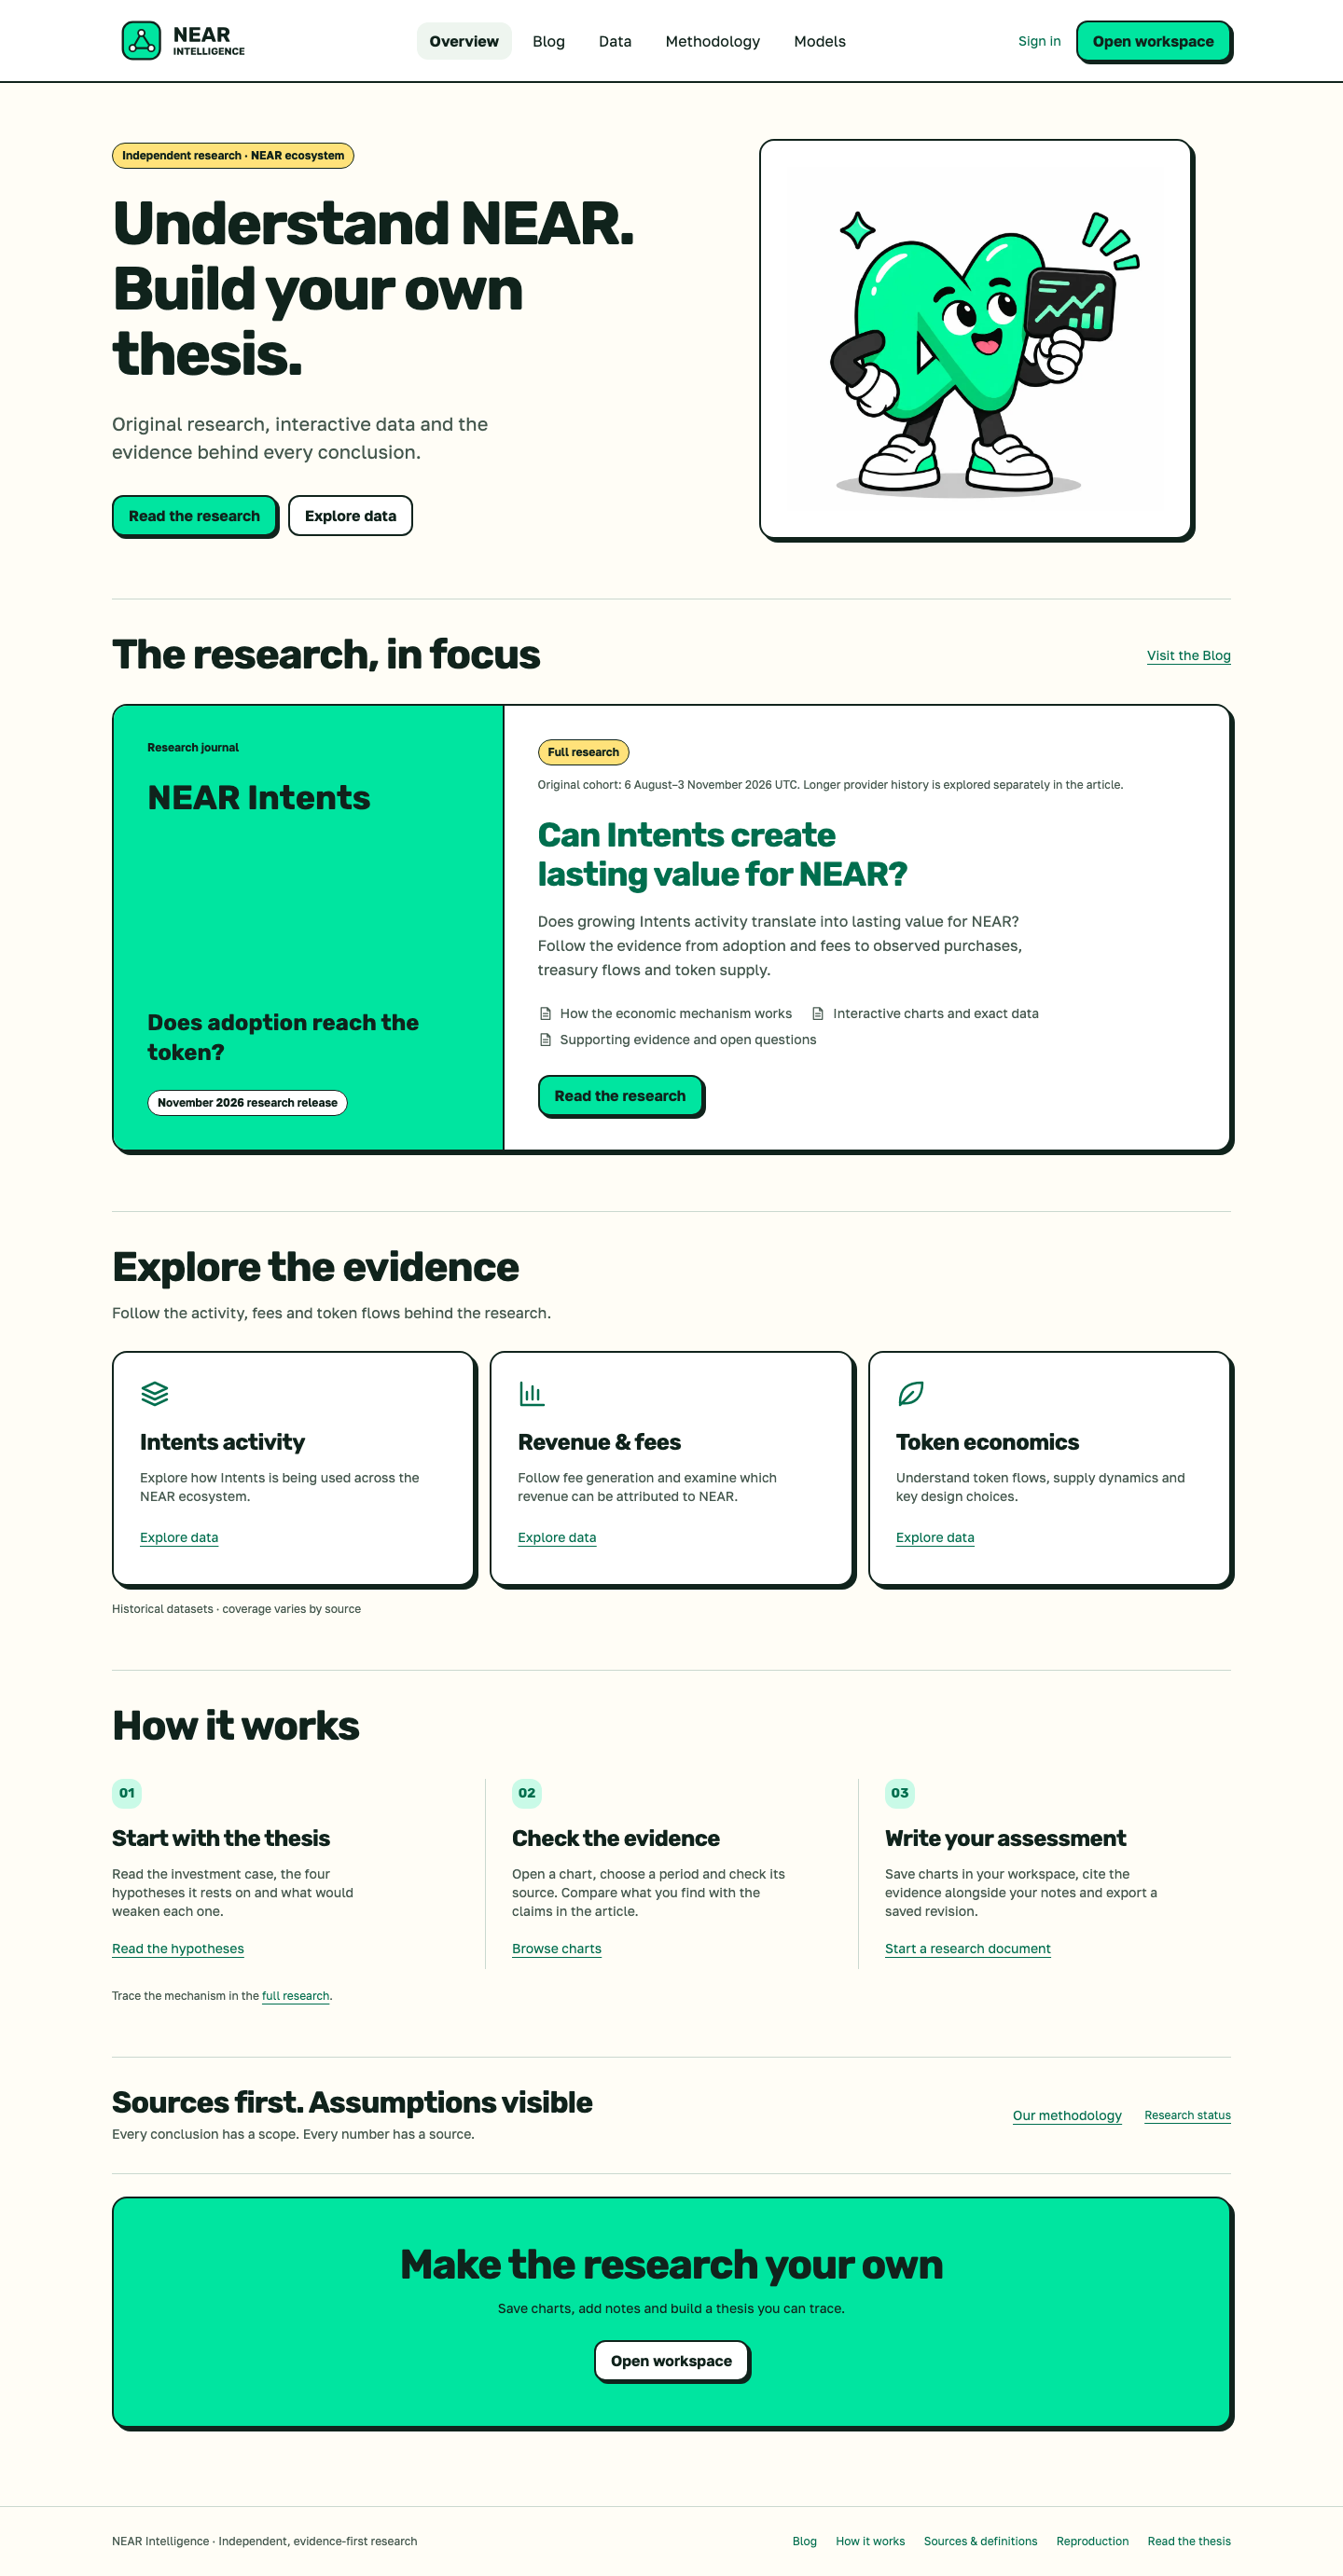 NEAR
INTELLIGENCE
Overview
Blog
Data
Methodology
Models
Sign in
Open workspace
Independent research · NEAR ecosystem
Understand NEAR.
Build your own
thesis.
Original research, interactive data and the
evidence behind every conclusion.
Read the research
Explore data
The research, in focus
Visit the Blog
Research journal
NEAR Intents
Does adoption reach the
token?
November 2026 research release
Full research
Original cohort: 6 August–3 November 2026 UTC. Longer provider history is explored separately in the article.
Can Intents create
lasting value for NEAR?
Does growing Intents activity translate into lasting value for NEAR?
Follow the evidence from adoption and fees to observed purchases,
treasury flows and token supply.
How the economic mechanism works
Interactive charts and exact data
Supporting evidence and open questions
Read the research
Explore the evidence
Follow the activity, fees and token flows behind the research.
Intents activity
Explore how Intents is being used across the
NEAR ecosystem.
Explore data
Revenue & fees
Follow fee generation and examine which
revenue can be attributed to NEAR.
Explore data
Token economics
Understand token flows, supply dynamics and
key design choices.
Explore data
Historical datasets · coverage varies by source
How it works
01
Start with the thesis
Read the investment case, the four
hypotheses it rests on and what would
weaken each one.
Read the hypotheses
02
Check the evidence
Open a chart, choose a period and check its
source. Compare what you find with the
claims in the article.
Browse charts
03
Write your assessment
Save charts in your workspace, cite the
evidence alongside your notes and export a
saved revision.
Start a research document
Trace the mechanism in the full research.
Sources first. Assumptions visible
Every conclusion has a scope. Every number has a source.
Our methodology
Research status
Make the research your own
Save charts, add notes and build a thesis you can trace.
Open workspace
NEAR Intelligence · Independent, evidence-first research
Blog
How it works
Sources & definitions
Reproduction
Read the thesis